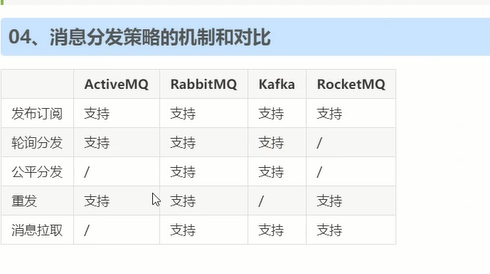 04、消息分发策略的机制和对比
ActiveMQ RabbitMQ Kafka RocketMQ
发布订阅 支持 支持 支持 支持
轮询分发 支持 支持 支持 /
公平分发 / 支持 支持 /
重发 支持 支持 / 支持
消息拉取 / 支持 支持 支持